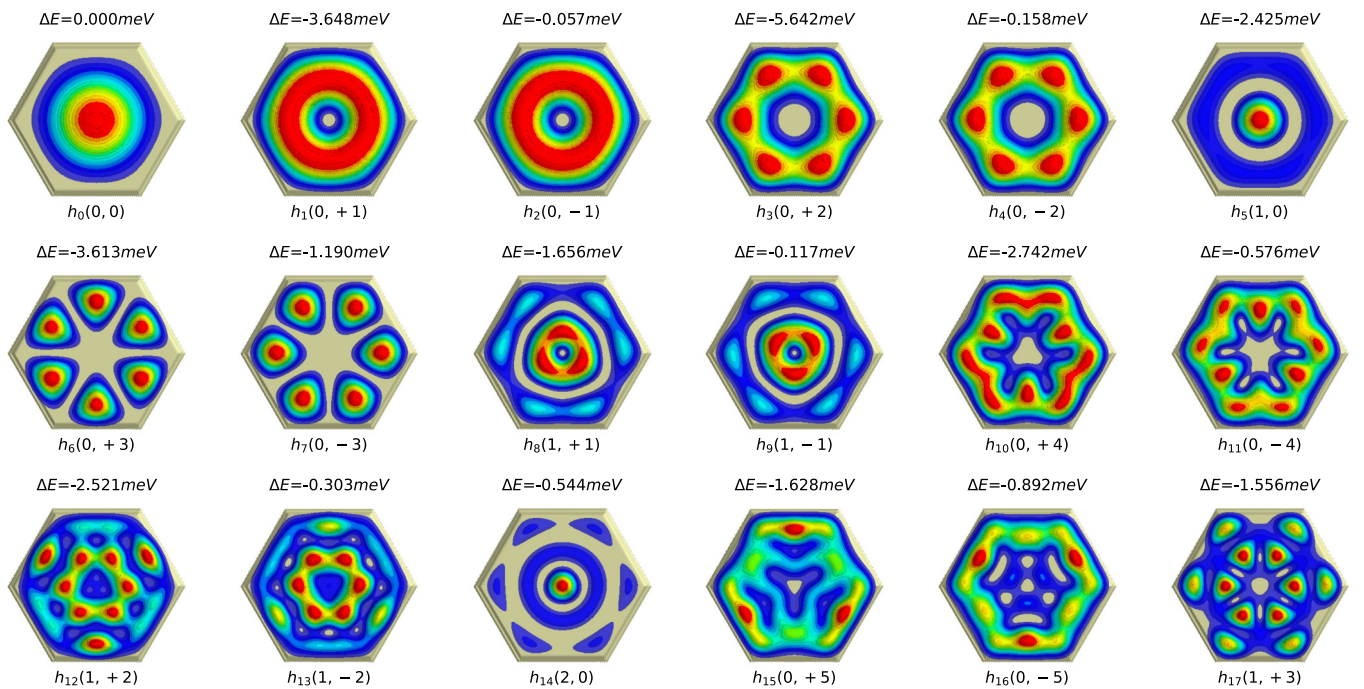 ΔE=0.000meV ΔE=-3.648meV ΔE=-0.057meV ΔE=-5.642meV ΔE=-0.158meV ΔE=-2.425meV
h₀(0, 0) h₁(0, +1) h₂(0, −1) h₃(0, +2) h₄(0, −2) h₅(1, 0)
ΔE=-3.613meV ΔE=-1.190meV ΔE=-1.656meV ΔE=-0.117meV ΔE=-2.742meV ΔE=-0.576meV
h₆(0, +3) h₇(0, −3) h₈(1, +1) h₉(1, −1) h₁₀(0, +4) h₁₁(0, −4)
ΔE=-2.521meV ΔE=-0.303meV ΔE=-0.544meV ΔE=-1.628meV ΔE=-0.892meV ΔE=-1.556meV
h₁₂(1, +2) h₁₃(1, −2) h₁₄(2, 0) h₁₅(0, +5) h₁₆(0, −5) h₁₇(1, +3)